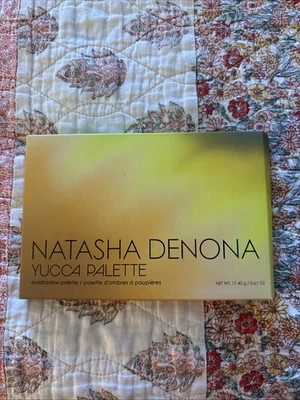 NATASHA DENONA
YUCCA PALETTE
eyeshadow palette / palette d'ombres à paupières
NET WT. 17.40 g / 0.61 OZ